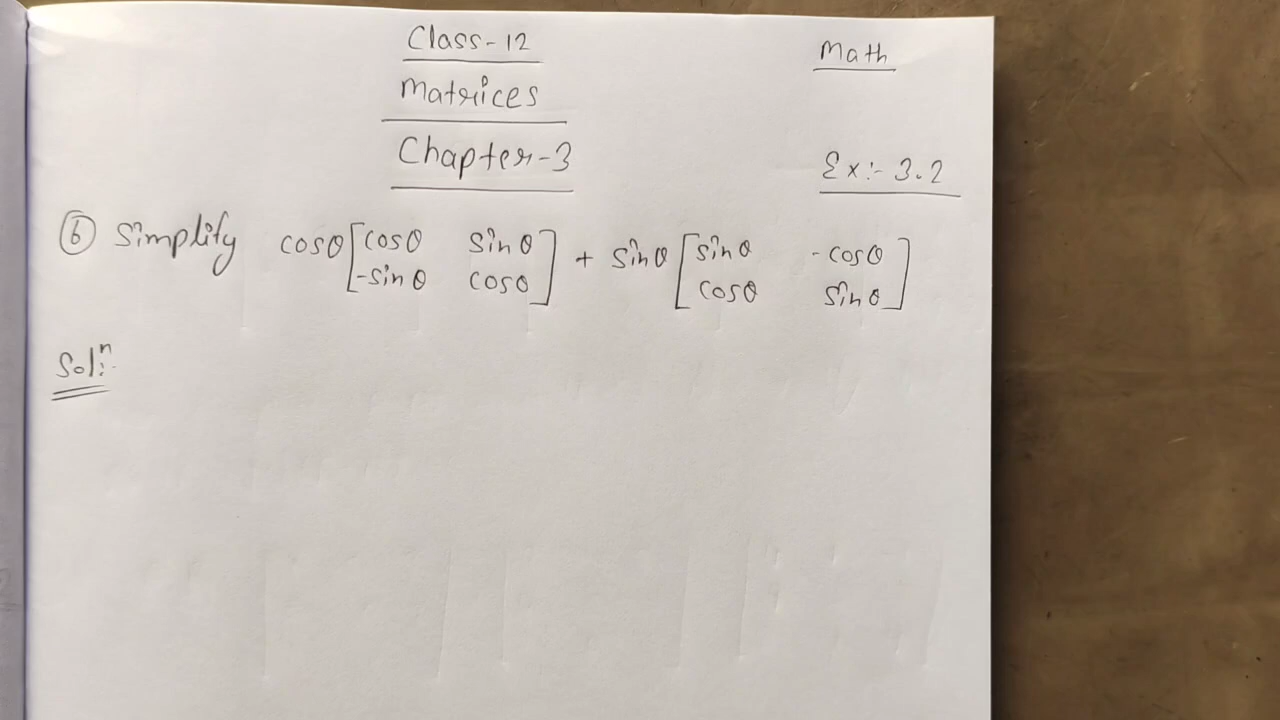 Class-12
Math
Matrices
Chapter-3
Ex:- 3.2
⑥ Simplify cosθ [cosθ sinθ] + sinθ [sinθ -cosθ]
[-sinθ cosθ] [cosθ sinθ]
Solⁿ:-